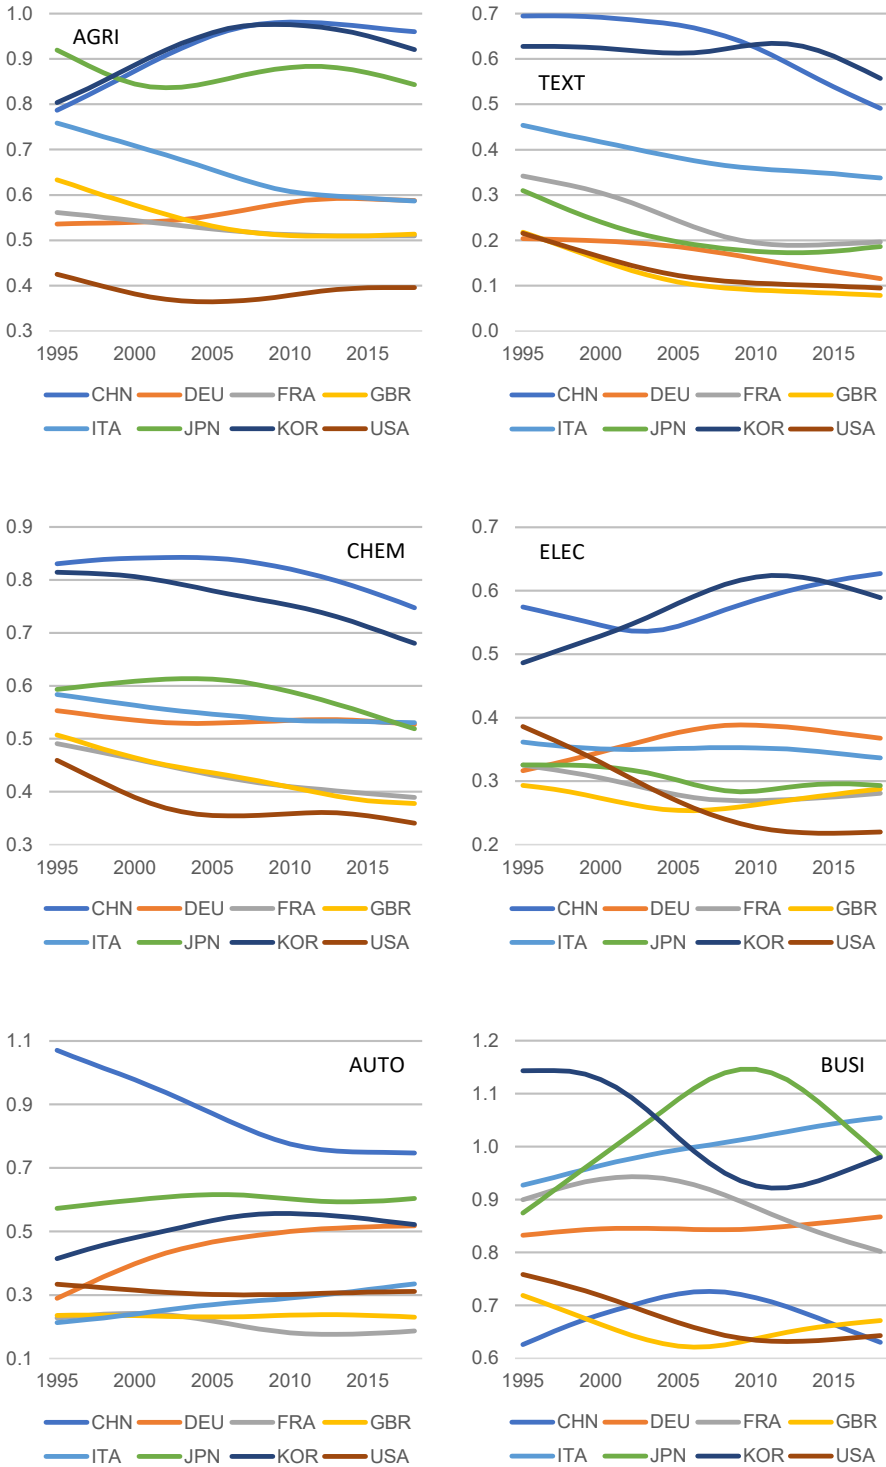 AGRI
1.0
0.9
0.8
0.7
0.6
0.5
0.4
0.3
1995 2000 2005 2010 2015
CHN DEU FRA GBR
ITA JPN KOR USA
TEXT
0.7
0.6
0.5
0.4
0.3
0.2
0.1
0.0
1995 2000 2005 2010 2015
CHN DEU FRA GBR
ITA JPN KOR USA
CHEM
0.9
0.8
0.7
0.6
0.5
0.4
0.3
1995 2000 2005 2010 2015
CHN DEU FRA GBR
ITA JPN KOR USA
ELEC
0.7
0.6
0.5
0.4
0.3
0.2
1995 2000 2005 2010 2015
CHN DEU FRA GBR
ITA JPN KOR USA
AUTO
1.1
0.9
0.7
0.5
0.3
0.1
1995 2000 2005 2010 2015
CHN DEU FRA GBR
ITA JPN KOR USA
BUSI
1.2
1.1
1.0
0.9
0.8
0.7
0.6
1995 2000 2005 2010 2015
CHN DEU FRA GBR
ITA JPN KOR USA